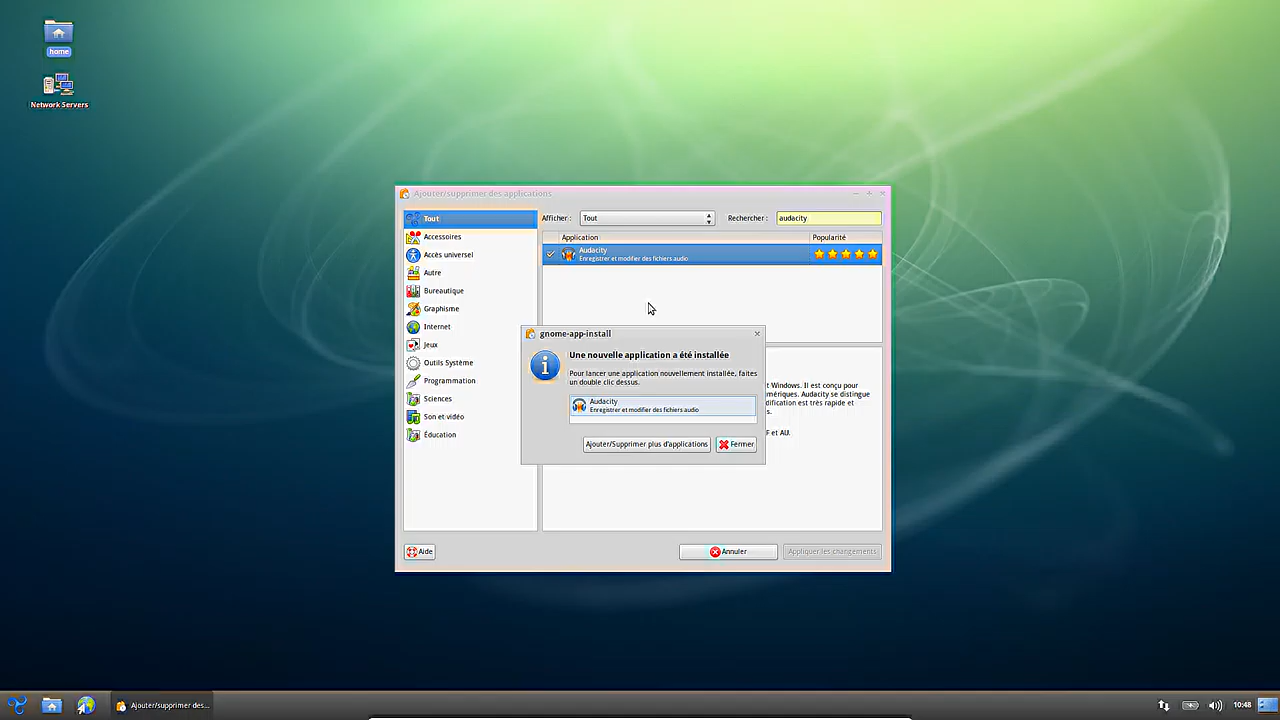 home
Network Servers
Ajouter/supprimer des applications
Afficher :
Tout
Rechercher :
audacity
Tout
Accessoires
Accès universel
Autre
Bureautique
Graphisme
Internet
Jeux
Outils Système
Programmation
Sciences
Son et vidéo
Éducation
Application
Popularité
Audacity
Enregistrer et modifier des fichiers audio
gnome-app-install
Une nouvelle application a été installée
Pour lancer une application nouvellement installée, faites
un double clic dessus.
Audacity
Enregistrer et modifier des fichiers audio
Ajouter/Supprimer plus d'applications
Fermer
t Windows. Il est conçu pour
mériques. Audacity se distingue
dification est très rapide et
s.
F et AU.
Aide
Annuler
Appliquer les changements
Ajouter/supprimer des...
10:48